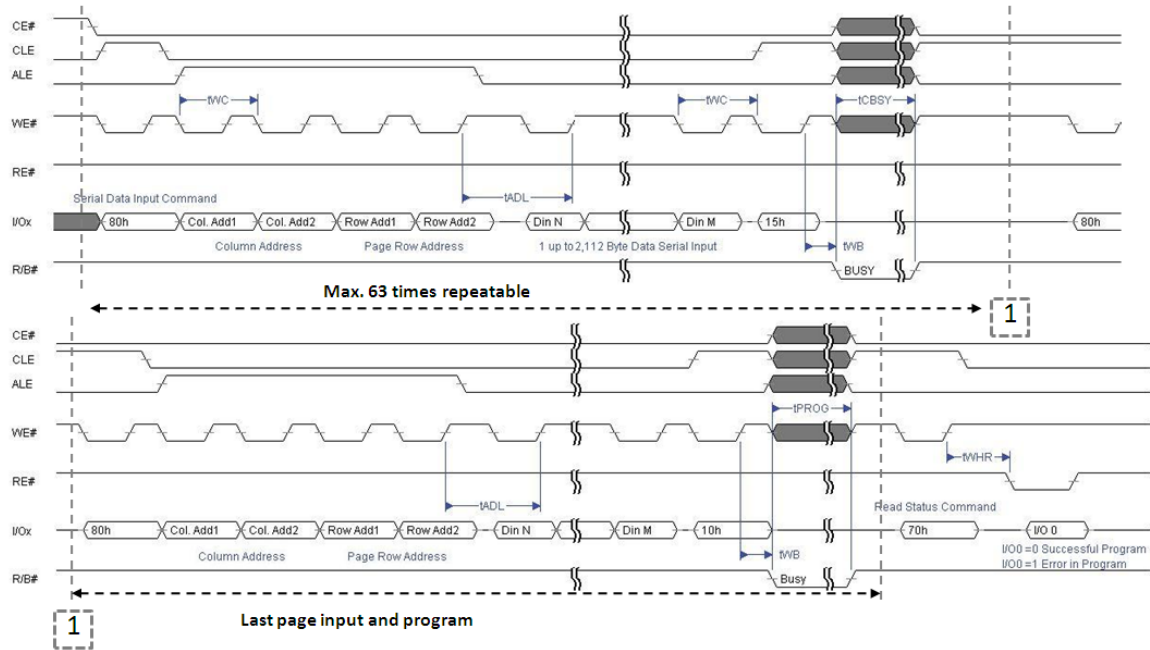 CE#
CLE
ALE
tWC tWC tCBSY
WE#
RE#
tADL
Serial Data Input Command
I/Ox 80h Col. Add1 Col. Add2 Row Add1 Row Add2 Din N Din M 15h 80h
Column Address Page Row Address 1 up to 2,112 Byte Data Serial Input tWB
R/B# BUSY
Max. 63 times repeatable
1
CE#
CLE
ALE
tPROG
WE#
tWHR
RE#
tADL
Read Status Command
I/Ox 80h Col. Add1 Col. Add2 Row Add1 Row Add2 Din N Din M 10h 70h I/O 0
Column Address Page Row Address tWB
I/O0 =0 Successful Program
I/O0 =1 Error in Program
R/B# Busy
Last page input and program
1